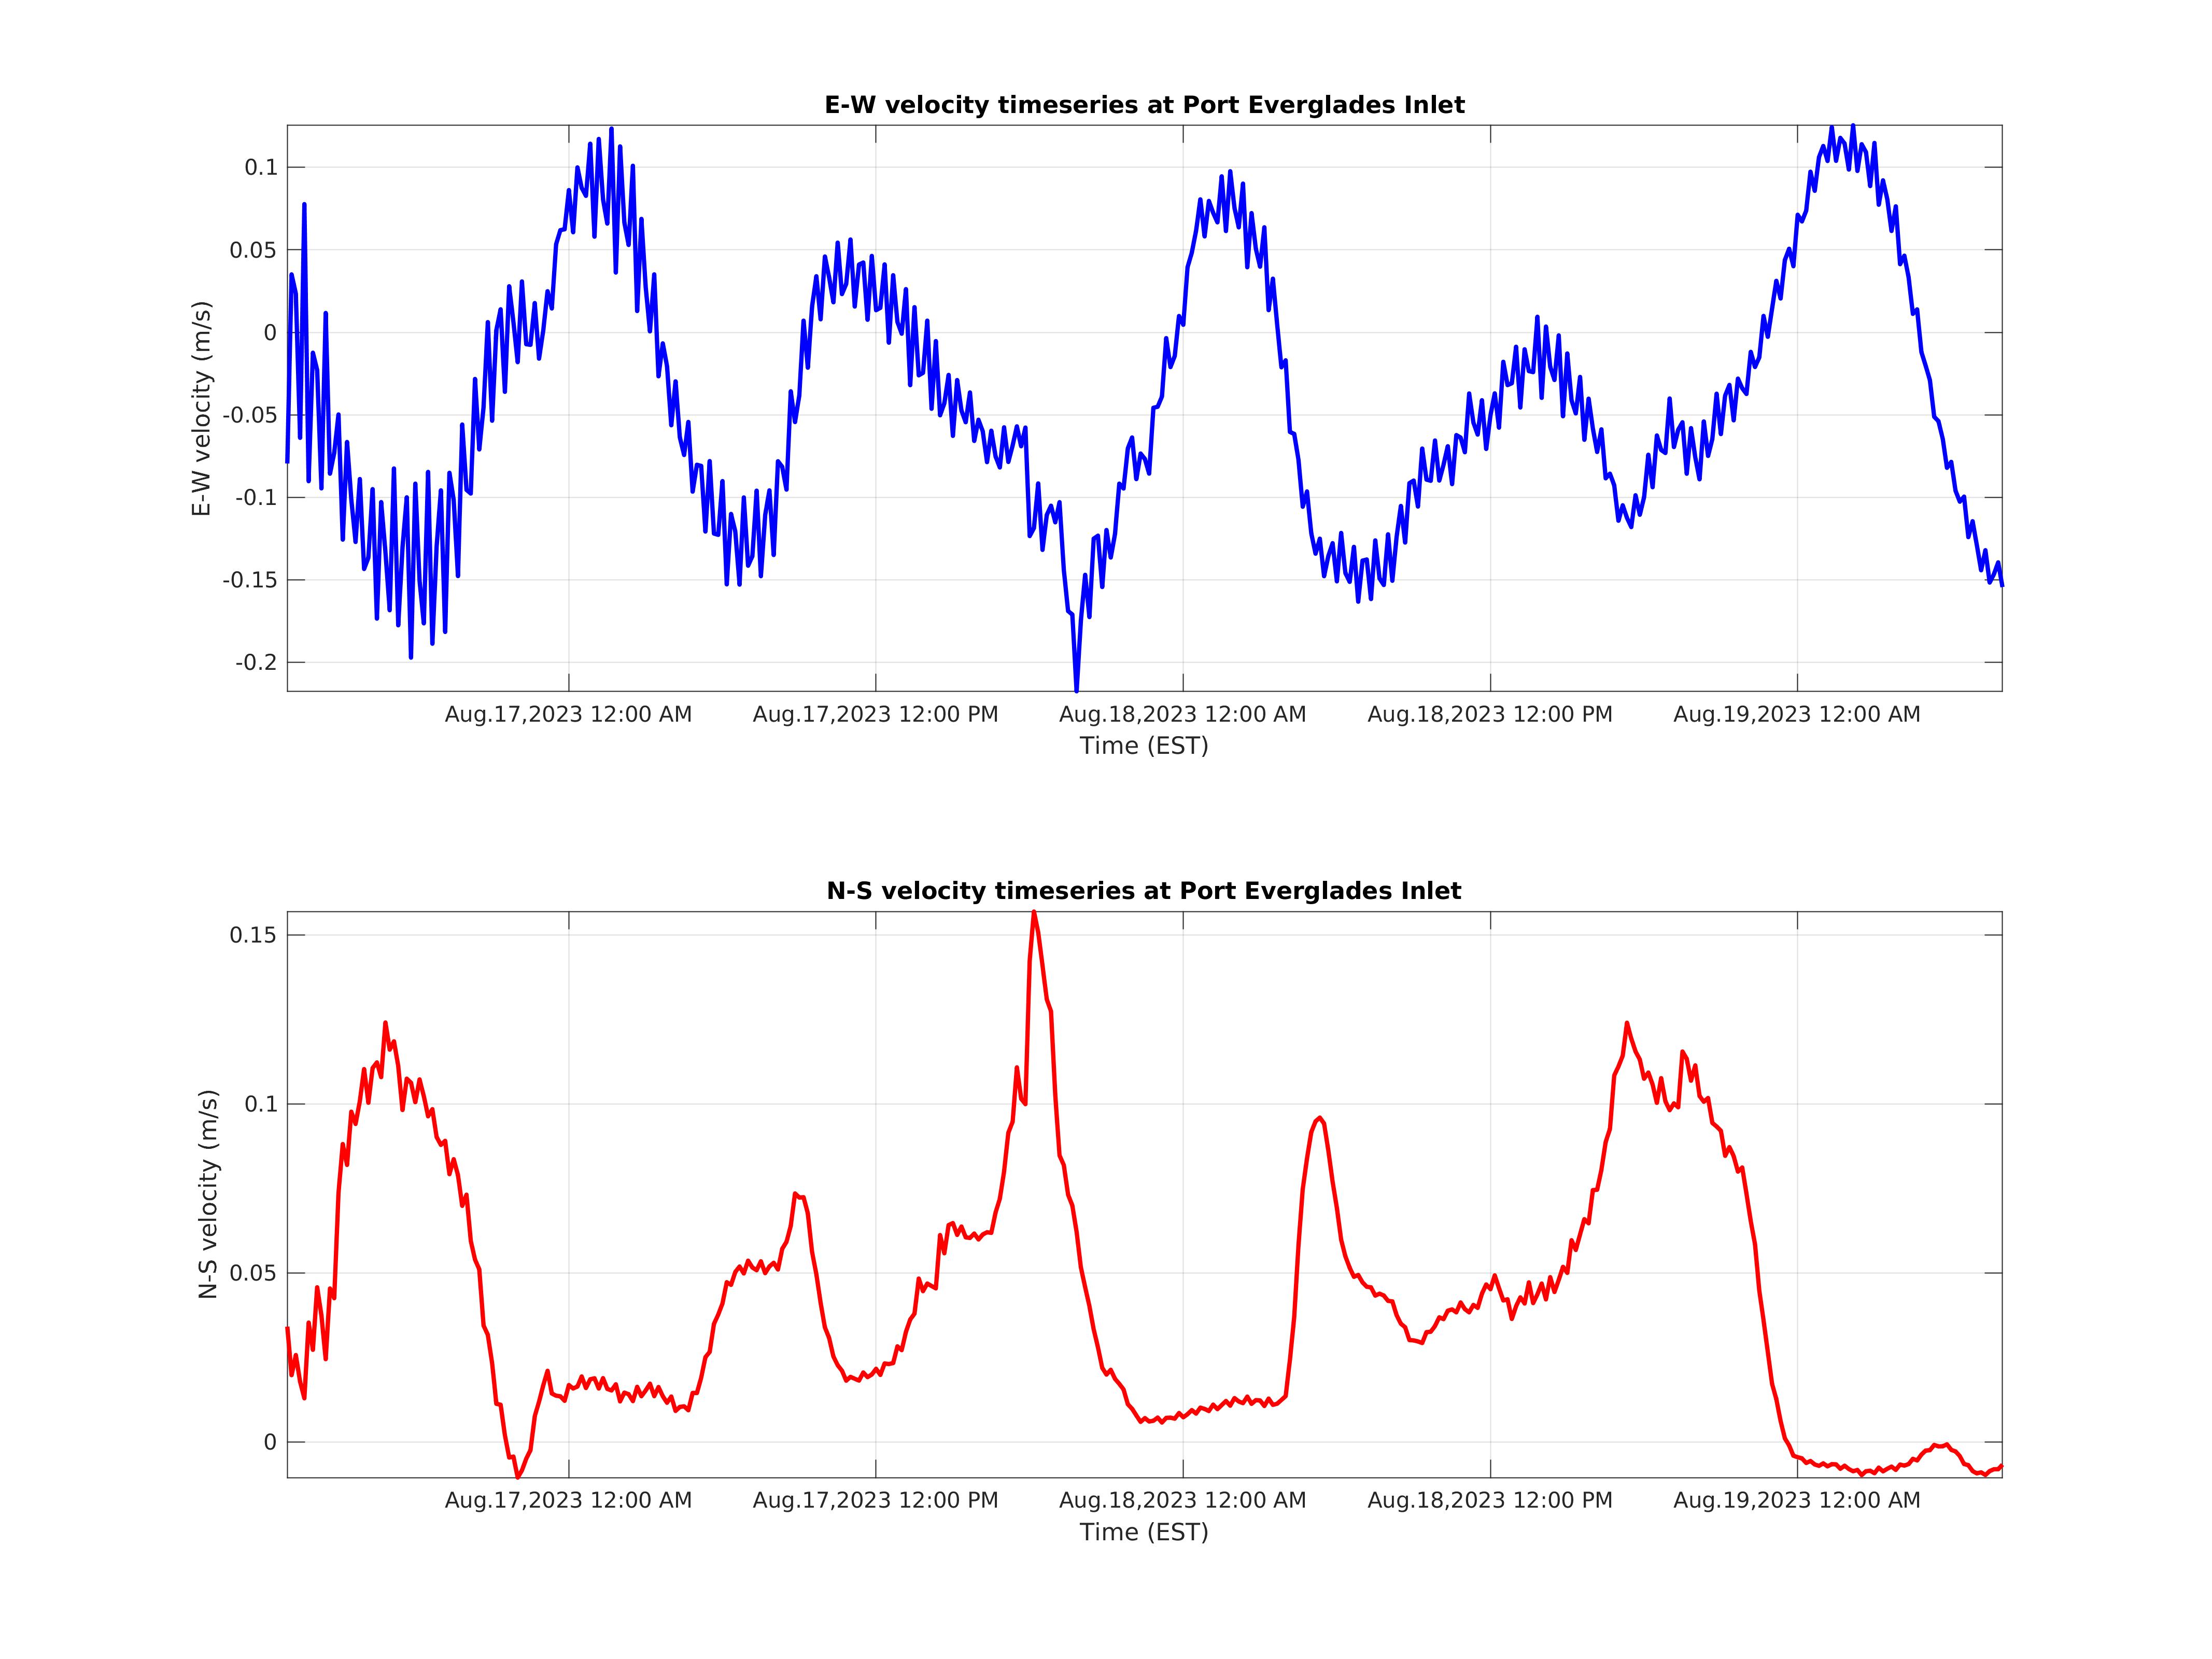 E-W velocity timeseries at Port Everglades Inlet
E-W velocity (m/s)
0.1
0.05
0
-0.05
-0.1
-0.15
-0.2
Aug.17,2023 12:00 AM Aug.17,2023 12:00 PM Aug.18,2023 12:00 AM Aug.18,2023 12:00 PM Aug.19,2023 12:00 AM
Time (EST)
N-S velocity timeseries at Port Everglades Inlet
N-S velocity (m/s)
0.15
0.1
0.05
0
Aug.17,2023 12:00 AM Aug.17,2023 12:00 PM Aug.18,2023 12:00 AM Aug.18,2023 12:00 PM Aug.19,2023 12:00 AM
Time (EST)